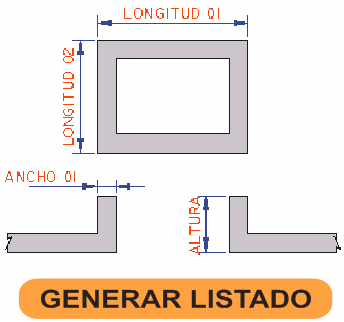 LONGITUD 01
LONGITUD 02
ANCHO 01
ALTURA
GENERAR LISTADO